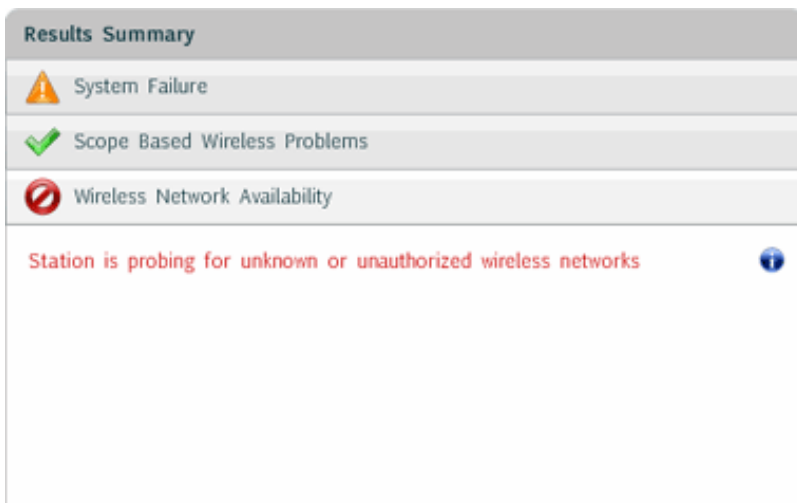 Results Summary
System Failure
Scope Based Wireless Problems
Wireless Network Availability
Station is probing for unknown or unauthorized wireless networks